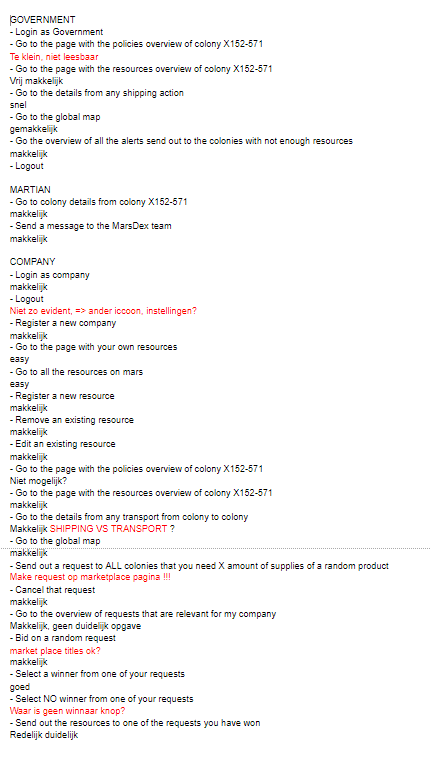 GOVERNMENT
- Login as Government
- Go to the page with the policies overview of colony X152-571
Te klein, niet leesbaar
- Go to the page with the resources overview of colony X152-571
Vrij makkelijk
- Go to the details from any shipping action
snel
- Go to the global map
gemakkelijk
- Go the overview of all the alerts send out to the colonies with not enough resources
makkelijk
- Logout
MARTIAN
- Go to colony details from colony X152-571
makkelijk
- Send a message to the MarsDex team
makkelijk
COMPANY
- Login as company
makkelijk
- Logout
Niet zo evident, => ander iccoon, instellingen?
- Register a new company
makkelijk
- Go to the page with your own resources
easy
- Go to all the resources on mars
easy
- Register a new resource
makkelijk
- Remove an existing resource
makkelijk
- Edit an existing resource
makkelijk
- Go to the page with the policies overview of colony X152-571
Niet mogelijk?
- Go to the page with the resources overview of colony X152-571
makkelijk
- Go to the details from any transport from colony to colony
Makkelijk SHIPPING VS TRANSPORT ?
- Go to the global map
makkelijk
- Send out a request to ALL colonies that you need X amount of supplies of a random product
Make request op marketplace pagina !!!
- Cancel that request
makkelijk
- Go to the overview of requests that are relevant for my company
Makkelijk, geen duidelijk opgave
- Bid on a random request
market place titles ok?
makkelijk
- Select a winner from one of your requests
goed
- Select NO winner from one of your requests
Waar is geen winnaar knop?
- Send out the resources to one of the requests you have won
Redelijk duidelijk